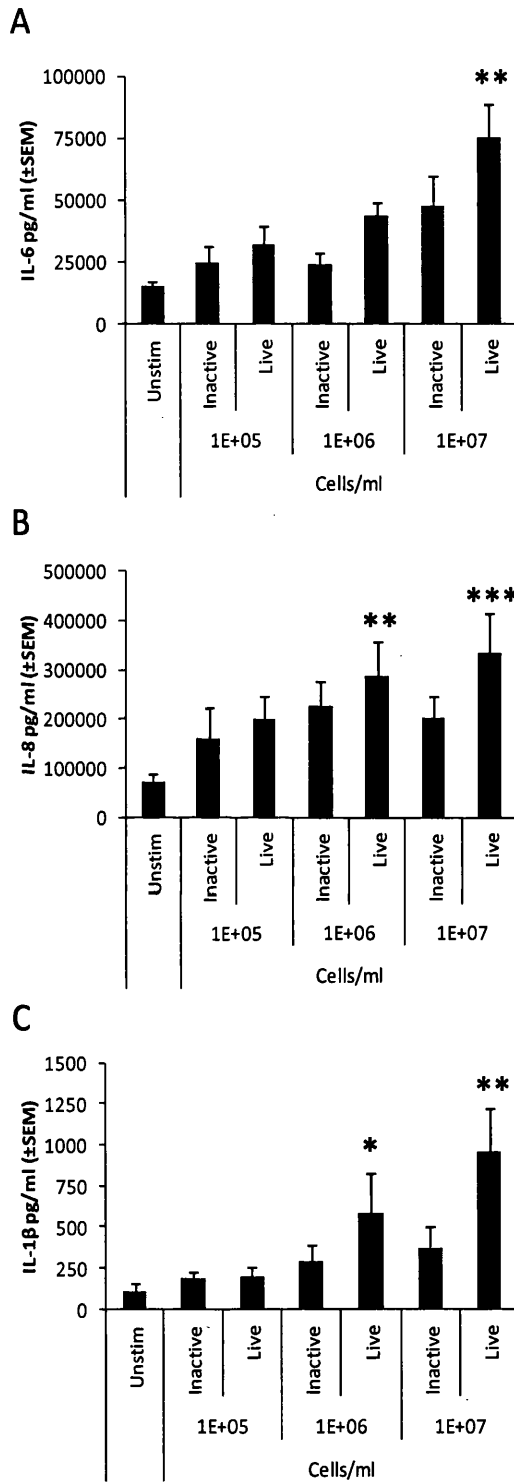 A
IL-6 pg/ml (±SEM)
100000
75000
50000
25000
0
**
Unstim
Inactive
Live
Inactive
Live
Inactive
Live
1E+05
1E+06
1E+07
Cells/ml
B
IL-8 pg/ml (±SEM)
500000
400000
300000
200000
100000
0
**
***
Unstim
Inactive
Live
Inactive
Live
Inactive
Live
1E+05
1E+06
1E+07
Cells/ml
C
IL-1β pg/ml (±SEM)
1500
1250
1000
750
500
250
0
*
**
Unstim
Inactive
Live
Inactive
Live
Inactive
Live
1E+05
1E+06
1E+07
Cells/ml